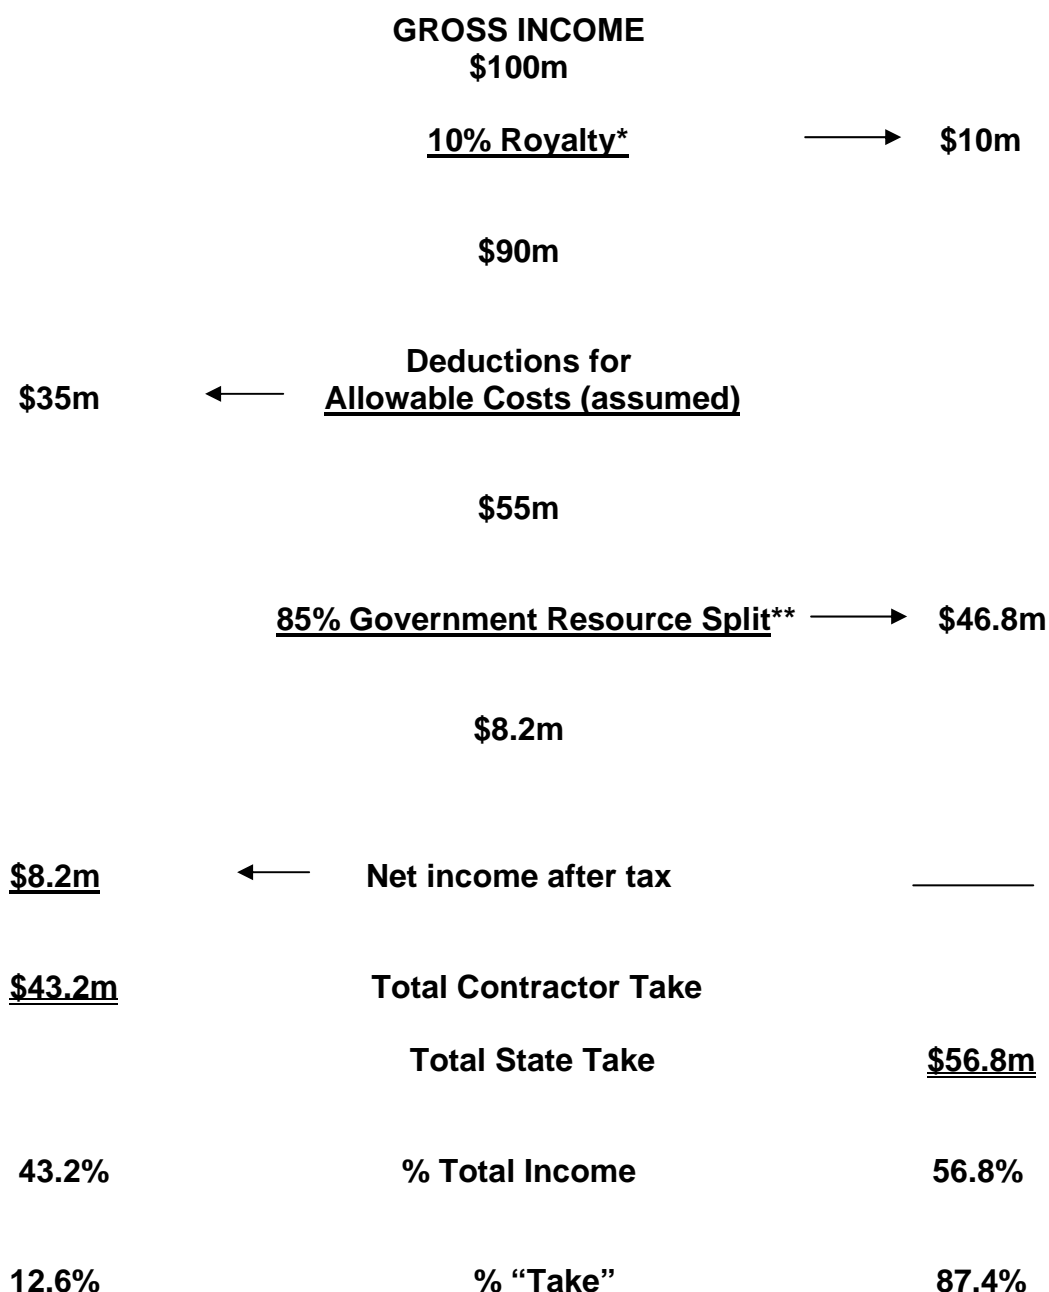 GROSS INCOME
$100m
10% Royalty* $10m
$90m
Deductions for
$35m Allowable Costs (assumed)
$55m
85% Government Resource Split** $46.8m
$8.2m
$8.2m Net income after tax
$43.2m Total Contractor Take
Total State Take $56.8m
43.2% % Total Income 56.8%
12.6% % “Take” 87.4%